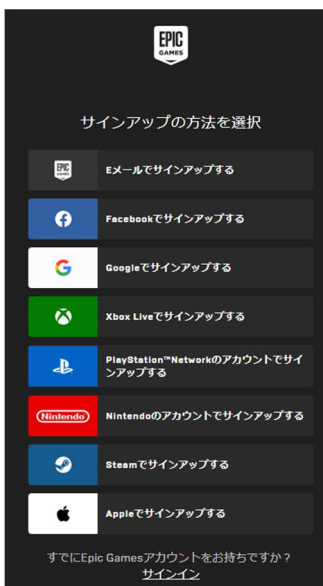 EPIC
GAMES
サインアップの方法を選択
EPIC
GAMES
Eメールでサインアップする
Facebookでサインアップする
Googleでサインアップする
Xbox Liveでサインアップする
PlayStation™Networkのアカウントでサイ
ンアップする
Nintendo
Nintendoのアカウントでサインアップする
Steamでサインアップする
Appleでサインアップする
すでにEpic Gamesアカウントをお持ちですか？
サインイン